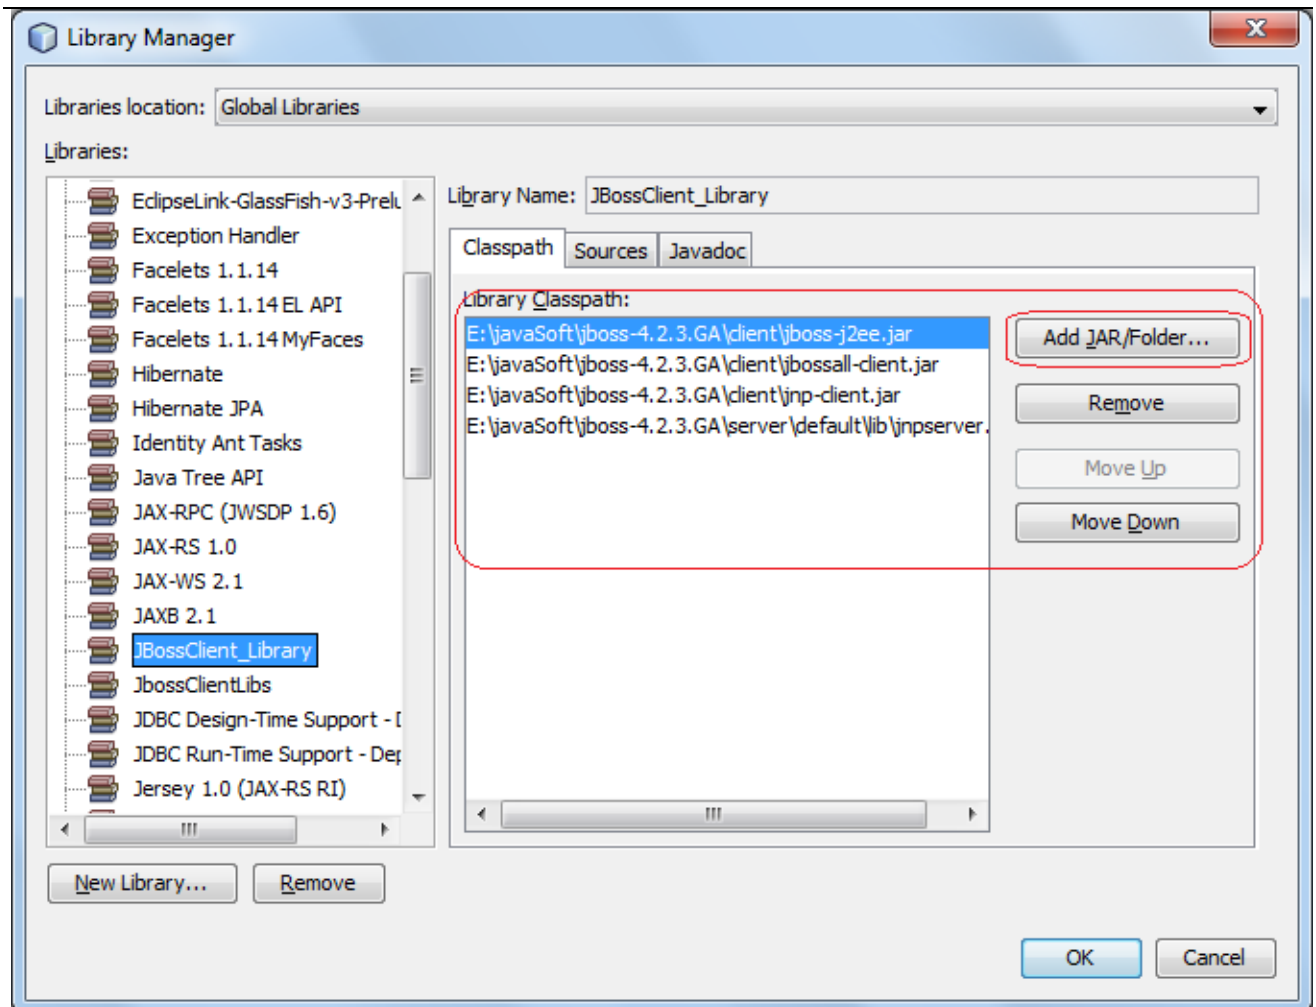 Library Manager
Libraries location: Global Libraries
Libraries:
EclipseLink-GlassFish-v3-Prelu
Exception Handler
Facelets 1.1.14
Facelets 1.1.14 EL API
Facelets 1.1.14 MyFaces
Hibernate
Hibernate JPA
Identity Ant Tasks
Java Tree API
JAX-RPC (JWSDP 1.6)
JAX-RS 1.0
JAX-WS 2.1
JAXB 2.1
JBossClient_Library
JbossClientLibs
JDBC Design-Time Support - D
JDBC Run-Time Support - Dep
Jersey 1.0 (JAX-RS RI)
New Library...
Remove
Library Name: JBossClient_Library
Classpath Sources Javadoc
Library Classpath:
E:\javaSoft\jboss-4.2.3.GA\client\jboss-j2ee.jar
E:\javaSoft\jboss-4.2.3.GA\client\jbossall-client.jar
E:\javaSoft\jboss-4.2.3.GA\client\jnp-client.jar
E:\javaSoft\jboss-4.2.3.GA\server\default\lib\jnpserver.
Add JAR/Folder...
Remove
Move Up
Move Down
OK
Cancel